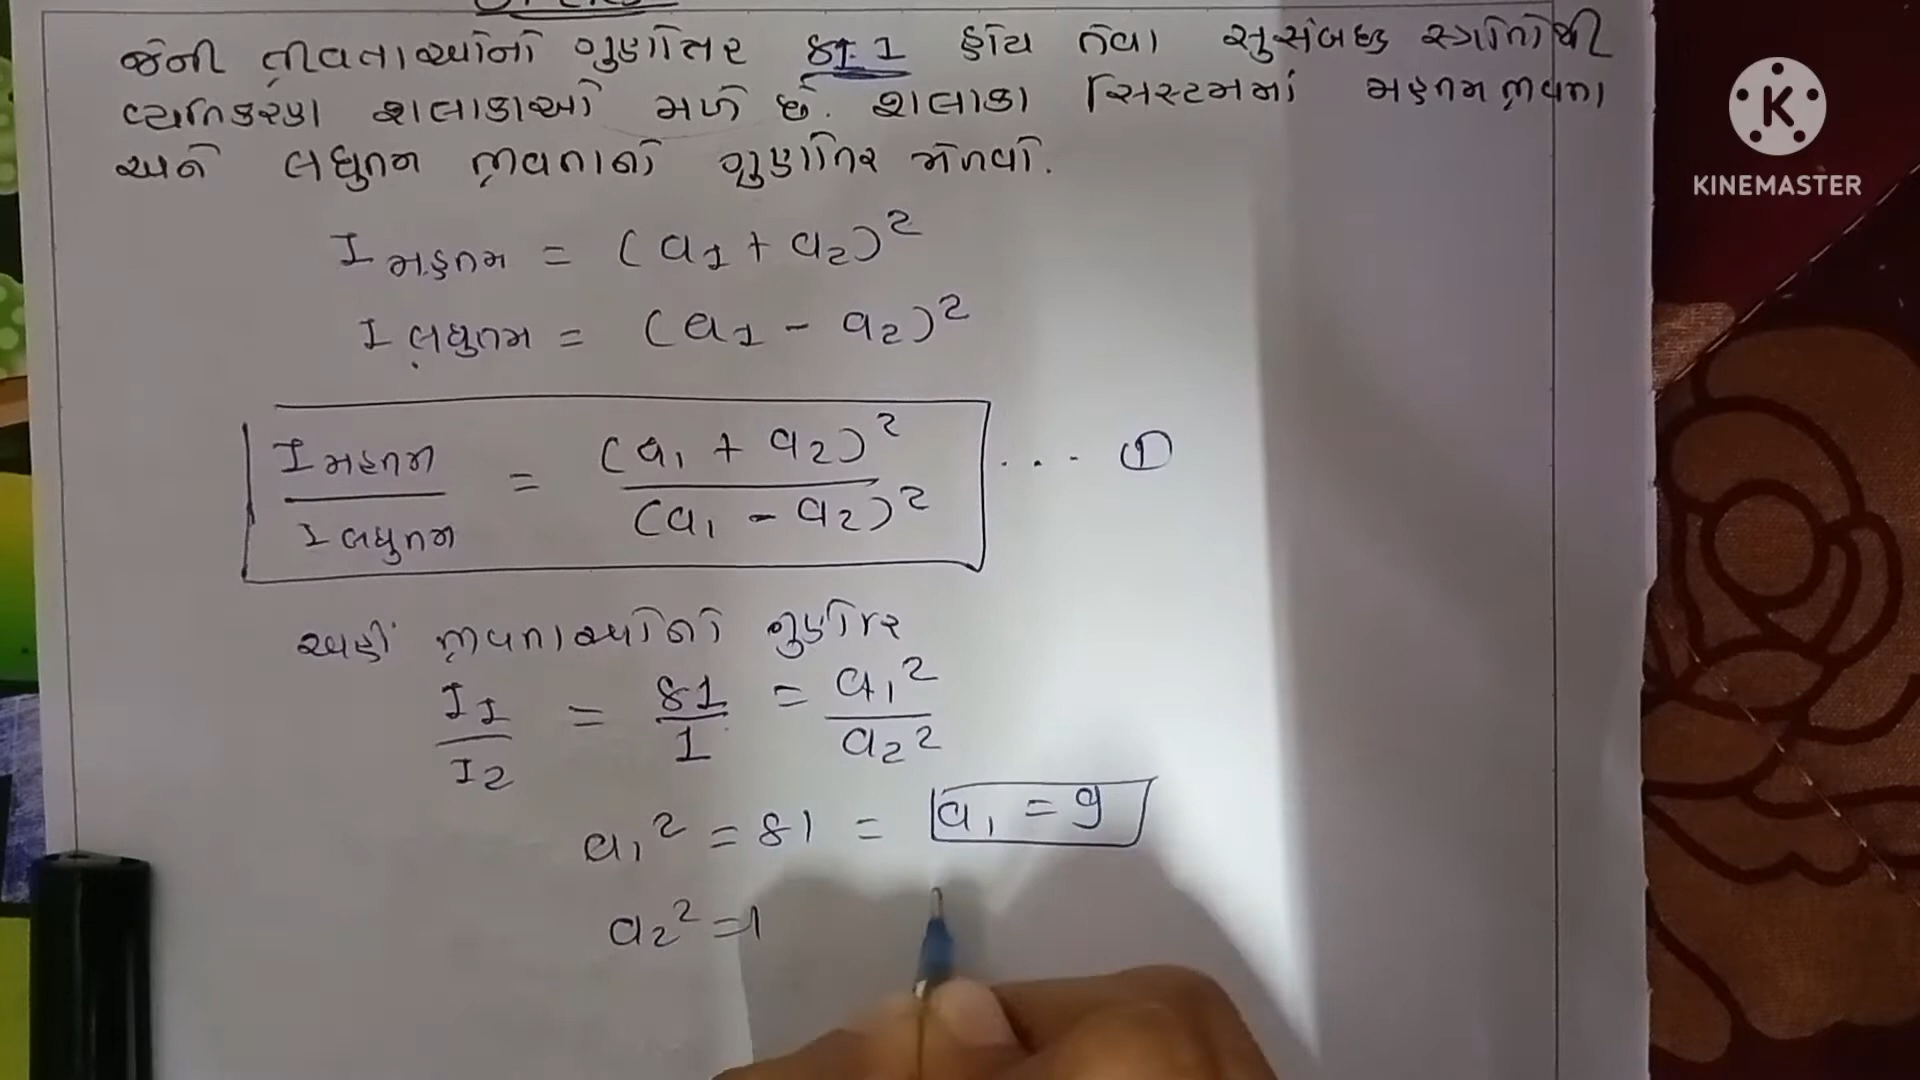 જેની તીવ્રતાઓનો ગુણોત્તર 81:1 હોય તેવા સુસંબદ્ધ સ્ત્રોતોથી
વ્યતિકરણ શલાકાઓ મળે છે. શલાકા સિસ્ટમમાં મહત્તમ તીવ્રતા
અને લઘુતમ તીવ્રતાનો ગુણોત્તર મેળવો.
I મહત્તમ = (a1 + a2)²
I લઘુતમ = (a1 - a2)²
I મહત્તમ / I લઘુતમ = (a1 + a2)² / (a1 - a2)² ... ①
અહીં તીવ્રતાઓનો ગુણોત્તર
I1 / I2 = 81 / 1 = a1² / a2²
a1² = 81 = a1 = 9
a2² = 1
KINEMASTER